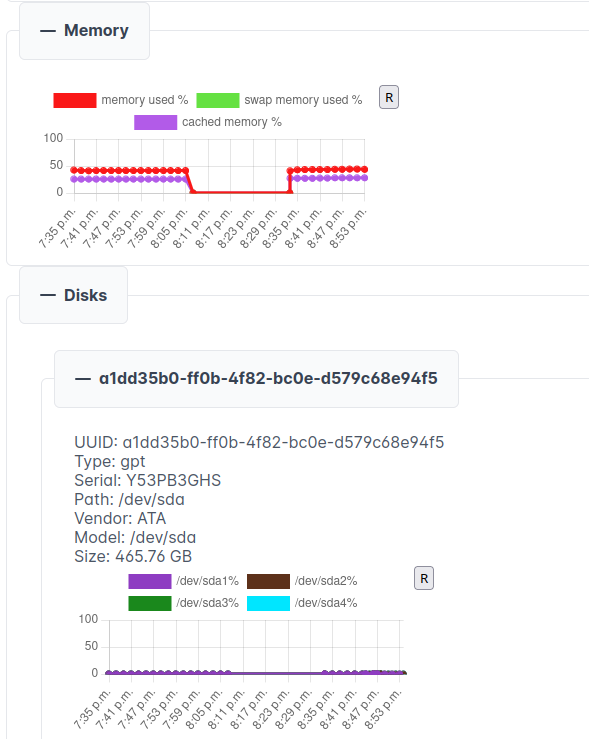 — Memory
memory used % swap memory used % R
cached memory %
100
50
0
7:35 p.m. 7:41 p.m. 7:47 p.m. 7:53 p.m. 7:59 p.m. 8:05 p.m. 8:11 p.m. 8:17 p.m. 8:23 p.m. 8:29 p.m. 8:35 p.m. 8:41 p.m. 8:47 p.m. 8:53 p.m.
— Disks
— a1dd35b0-ff0b-4f82-bc0e-d579c68e94f5
UUID: a1dd35b0-ff0b-4f82-bc0e-d579c68e94f5
Type: gpt
Serial: Y53PB3GHS
Path: /dev/sda
Vendor: ATA
Model: /dev/sda
Size: 465.76 GB
/dev/sda1% /dev/sda2% R
/dev/sda3% /dev/sda4%
100
50
0
7:35 p.m. 7:41 p.m. 7:47 p.m. 7:53 p.m. 7:59 p.m. 8:05 p.m. 8:11 p.m. 8:17 p.m. 8:23 p.m. 8:29 p.m. 8:35 p.m. 8:41 p.m. 8:47 p.m. 8:53 p.m.